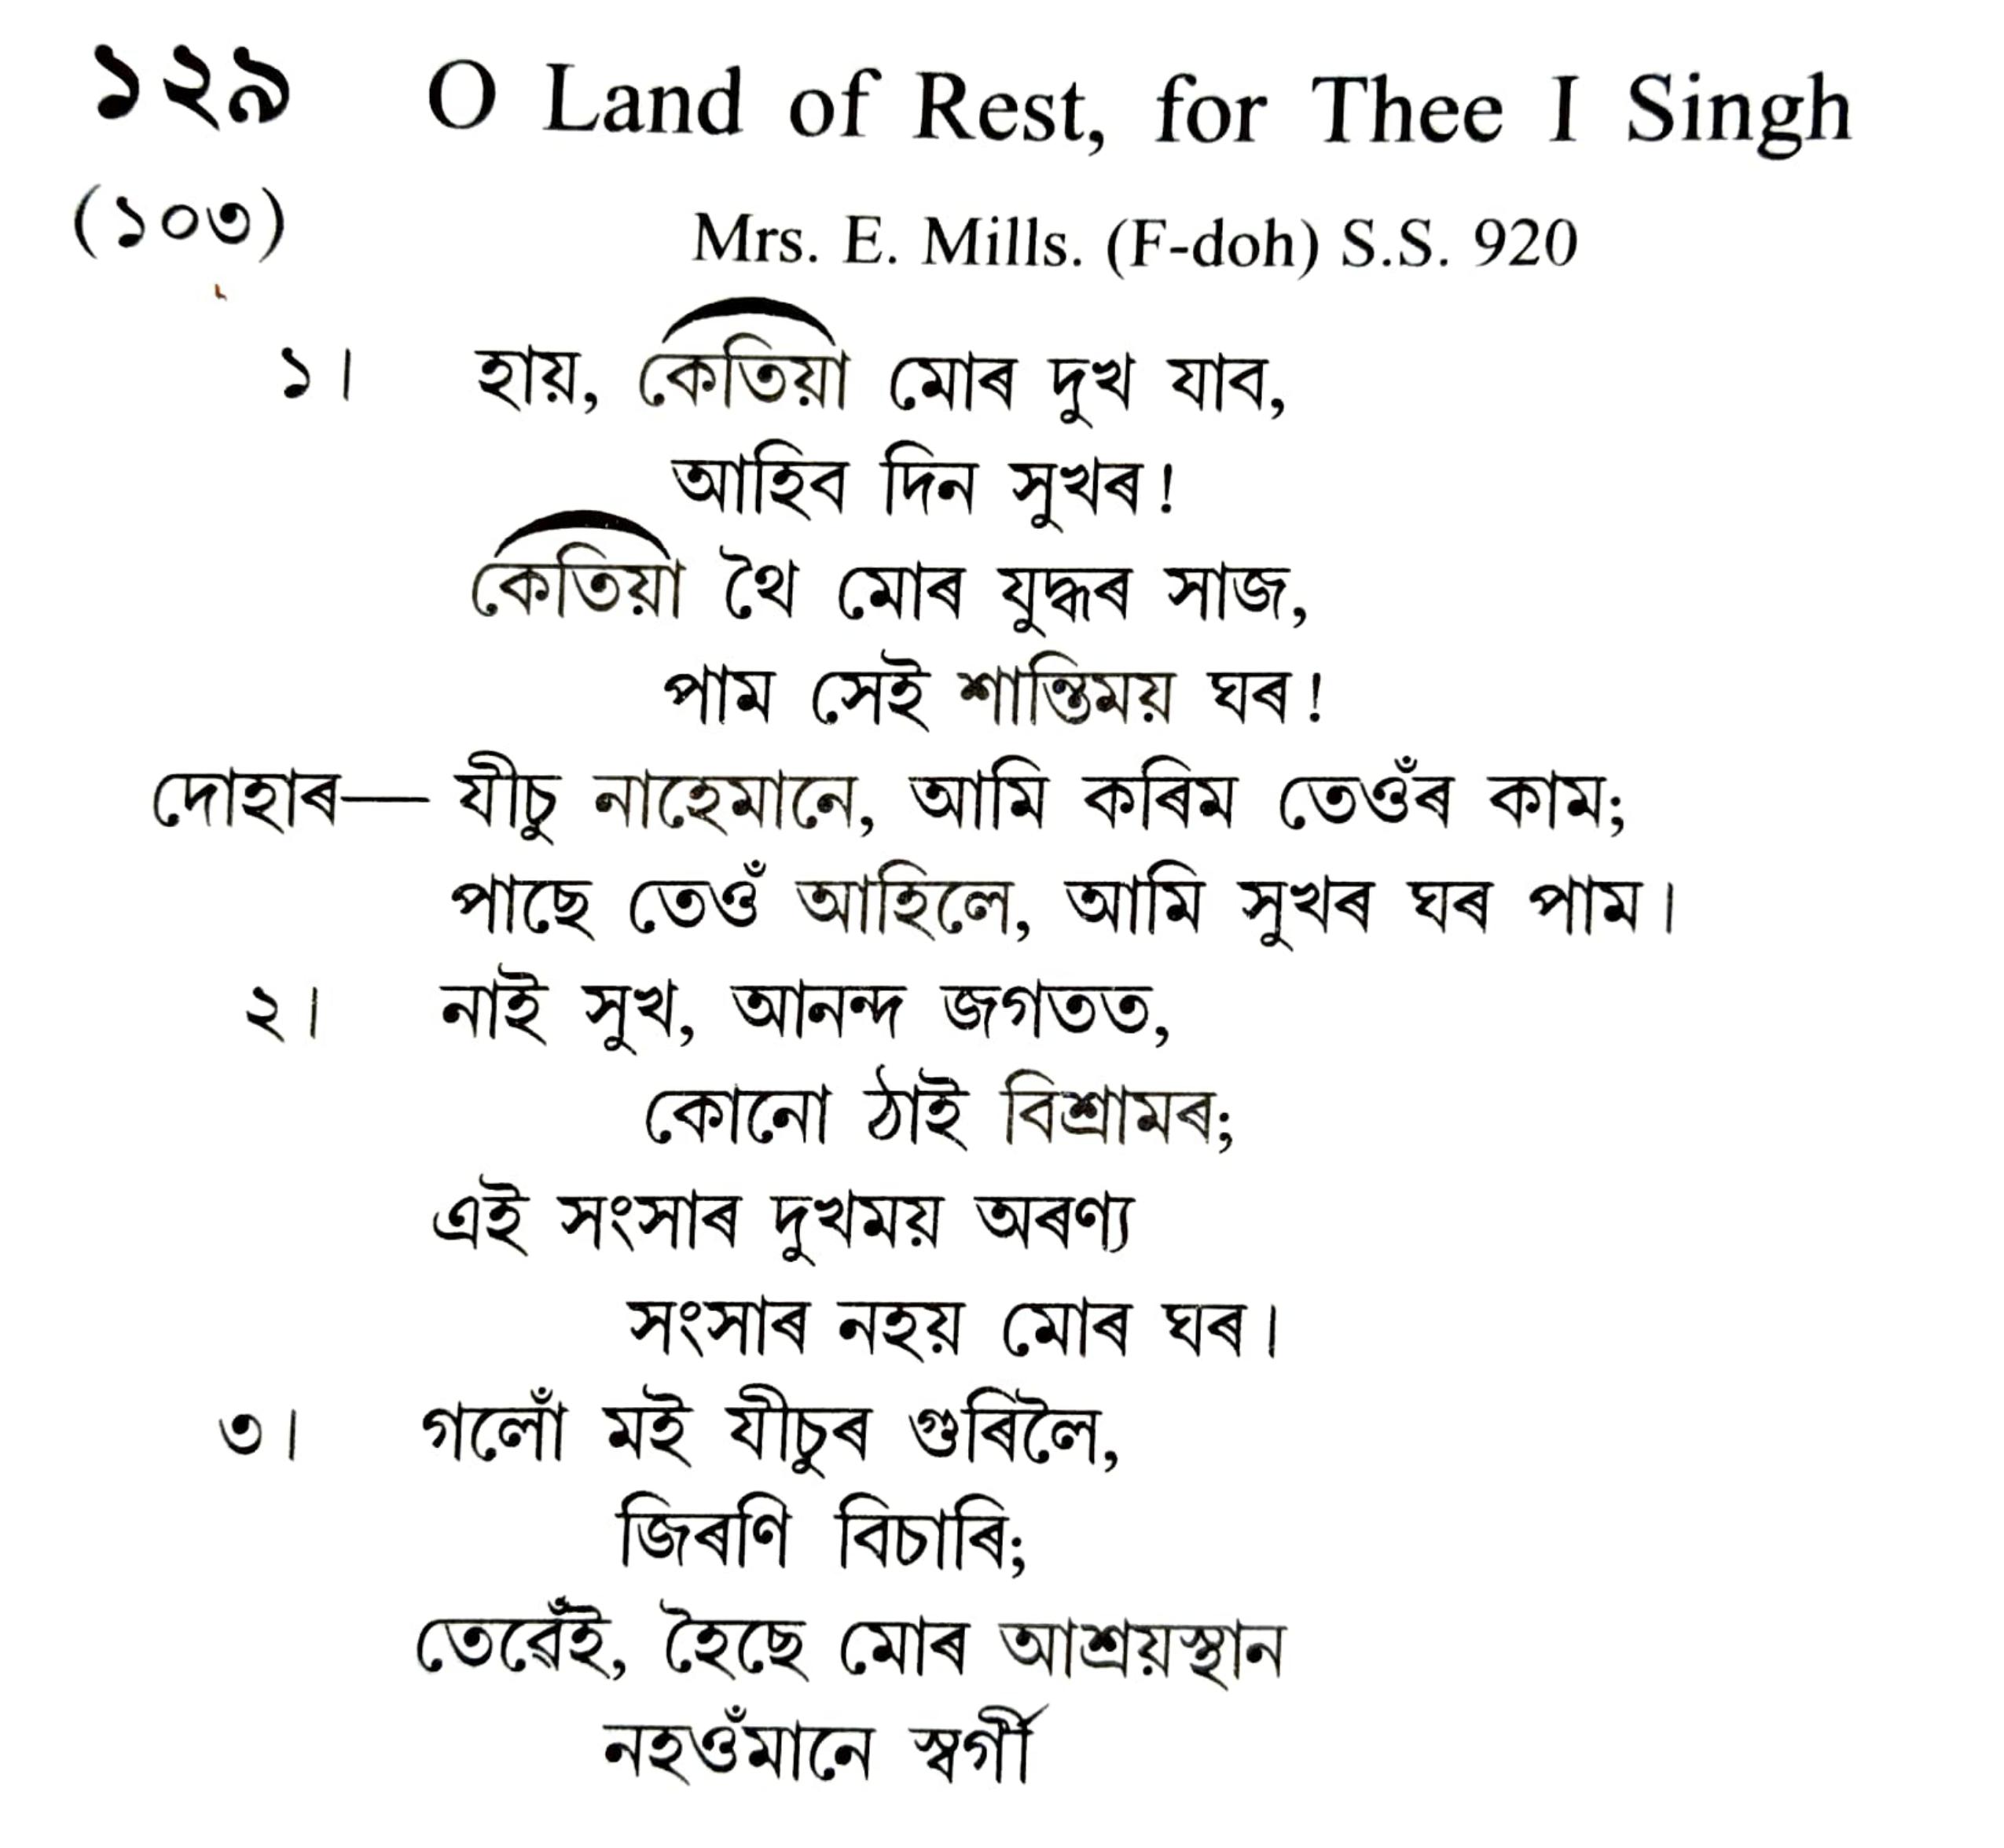 ১২৯ O Land of Rest, for Thee I Singh
(১০৩) Mrs. E. Mills. (F-doh) S.S. 920
১। হায়, কেতিয়া মোৰ দুখ যাব,
আহিব দিন সুখৰ!
কেতিয়া থৈ মোৰ যুদ্ধৰ সাজ,
পাম সেই শান্তিময় ঘৰ!
দোহাৰ— যীচু নাহেমানে, আমি কৰিম তেওঁৰ কাম;
পাছে তেওঁ আহিলে, আমি সুখৰ ঘৰ পাম।
২। নাই সুখ, আনন্দ জগতত,
কোনো ঠাই বিশ্ৰামৰ;
এই সংসাৰ দুখময় অৰণ্য
সংসাৰ নহয় মোৰ ঘৰ।
৩। গলোঁ মই যীচুৰ গুৰিলৈ,
জিৰণি বিচাৰি;
তেৱেঁই, হৈছে মোৰ আশ্ৰয়স্থান
নহওঁমানে স্বৰ্গী